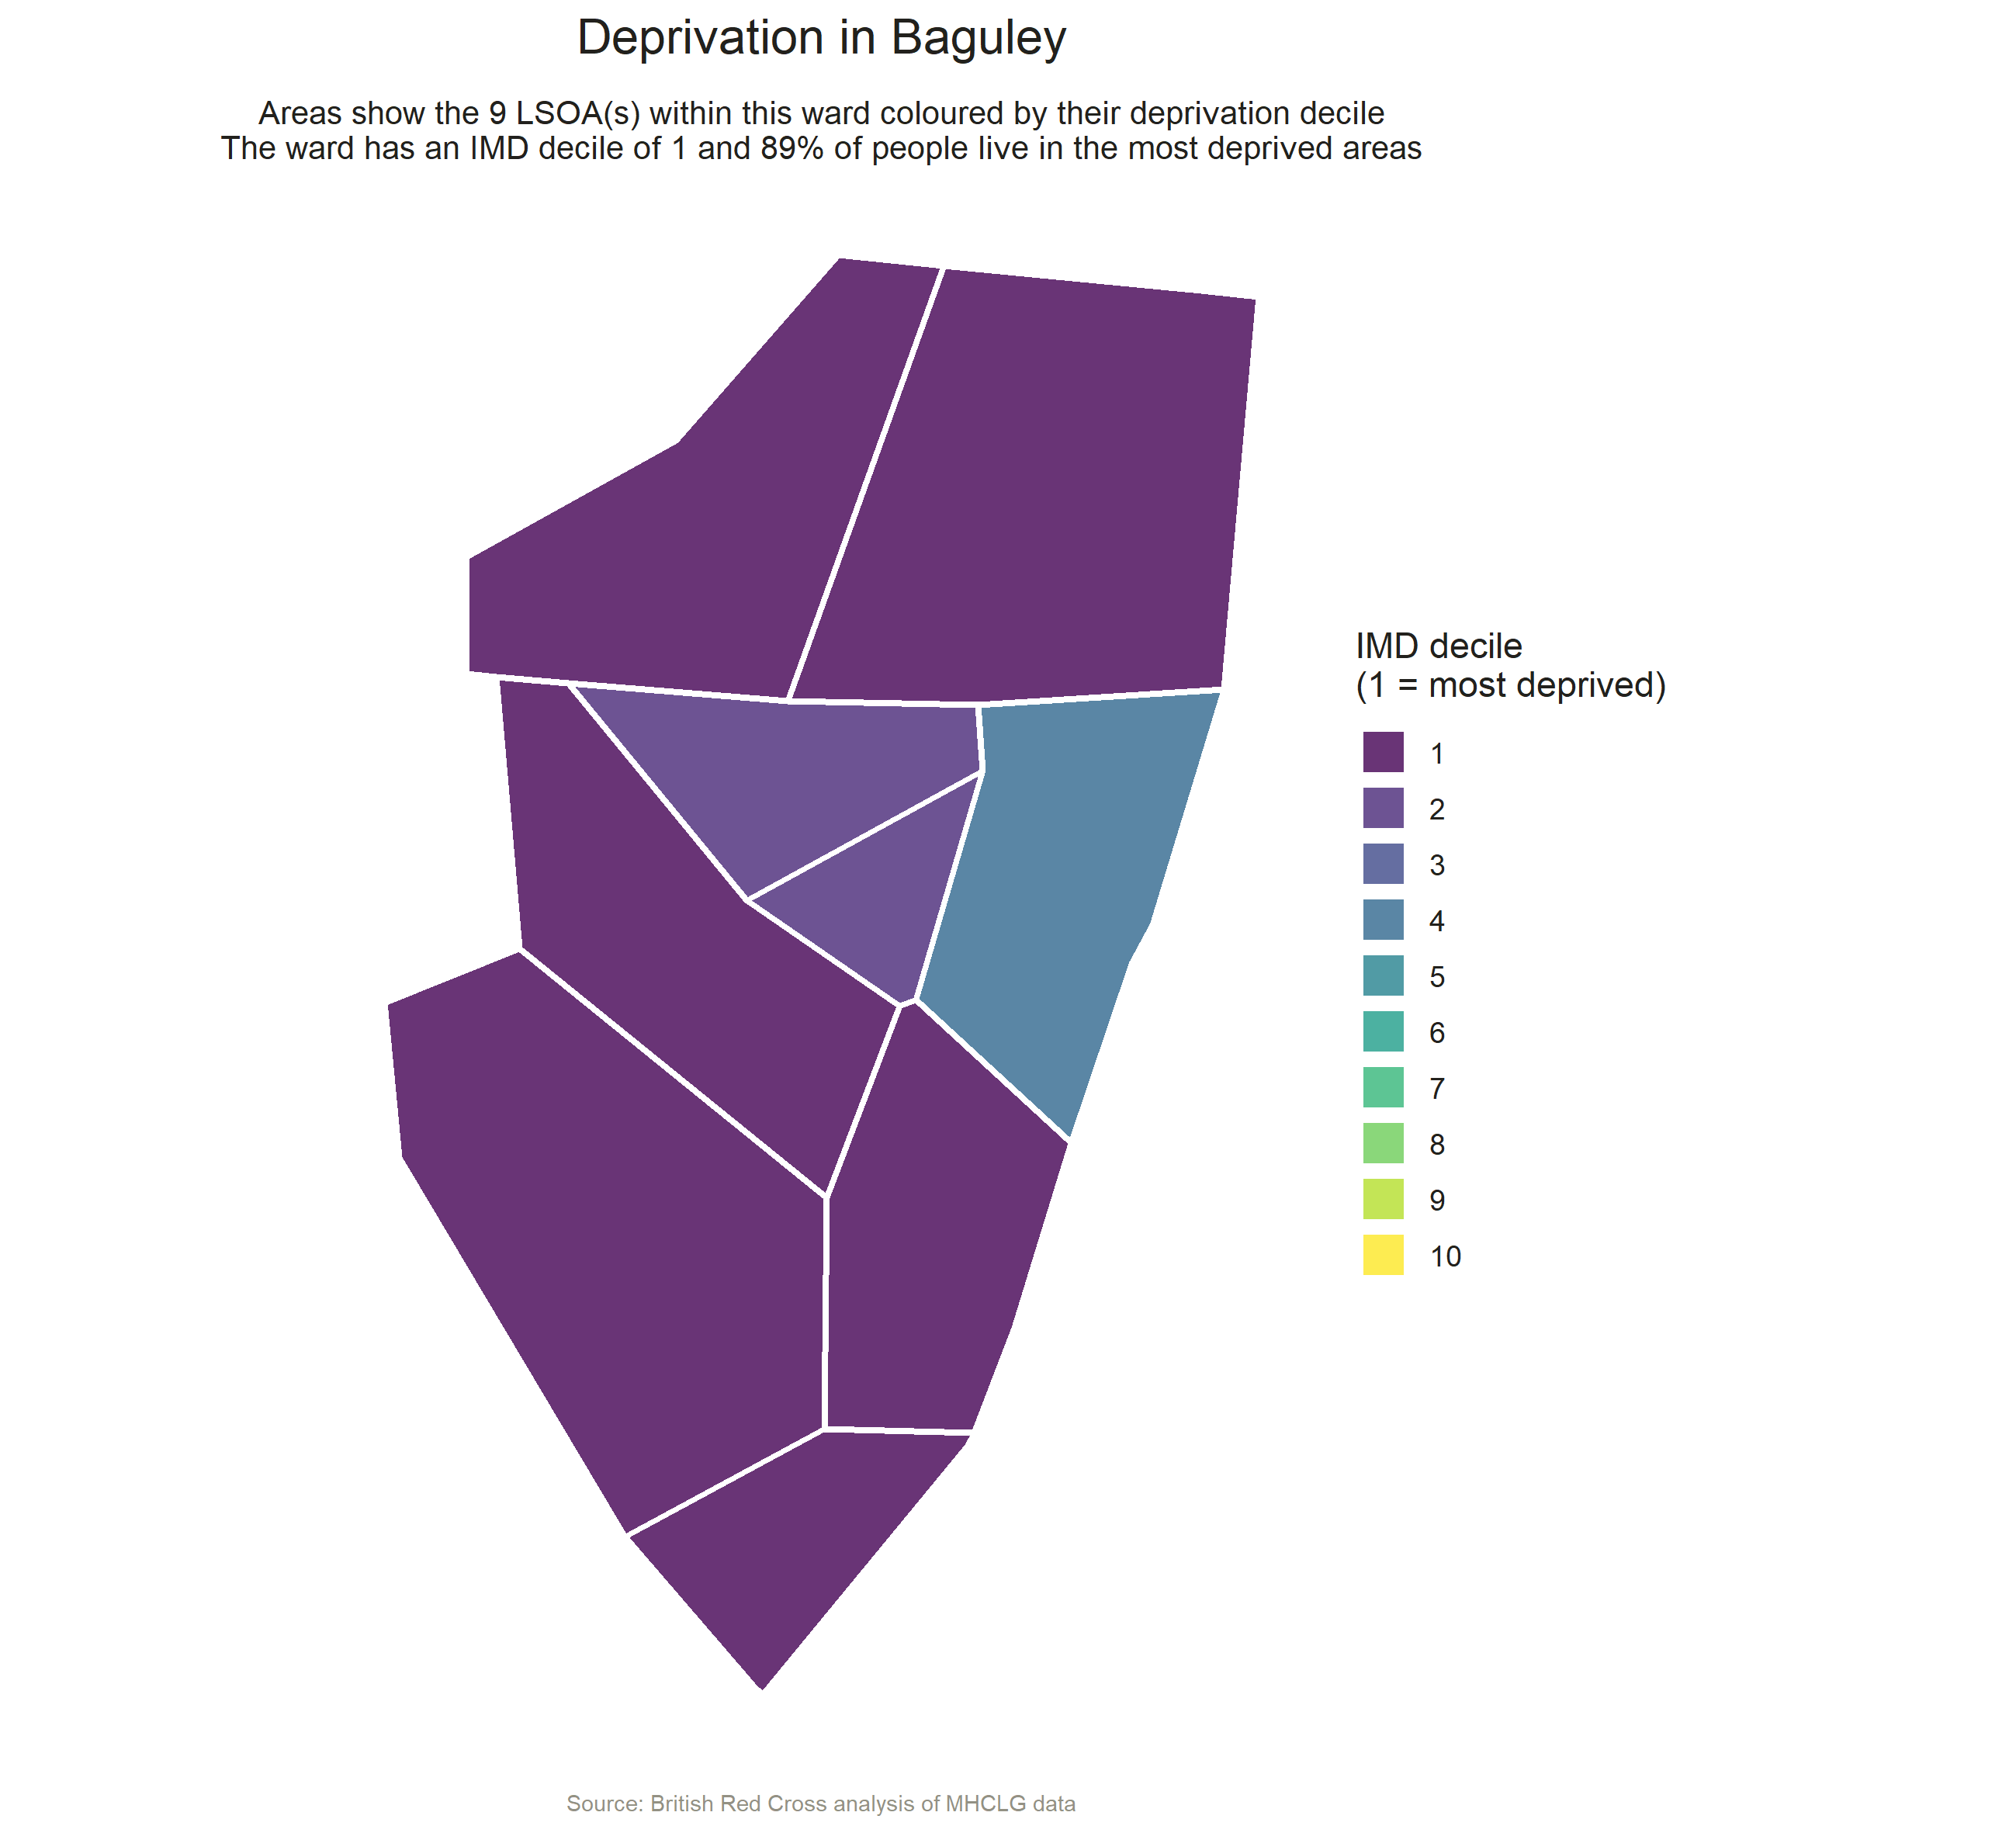 Deprivation in Baguley
Areas show the 9 LSOA(s) within this ward coloured by their deprivation decile
The ward has an IMD decile of 1 and 89% of people live in the most deprived areas
IMD decile
(1 = most deprived)
1
2
3
4
5
6
7
8
9
10
Source: British Red Cross analysis of MHCLG data